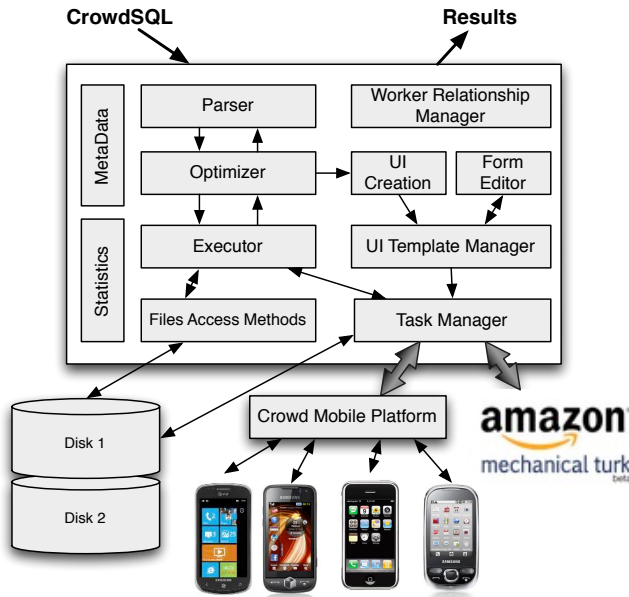 CrowdSQL
Results
MetaData
Parser
Worker Relationship
Manager
Optimizer
UI
Creation
Form
Editor
Statistics
Executor
UI Template Manager
Files Access Methods
Task Manager
Disk 1
Disk 2
Crowd Mobile Platform
amazon
mechanical turk
beta